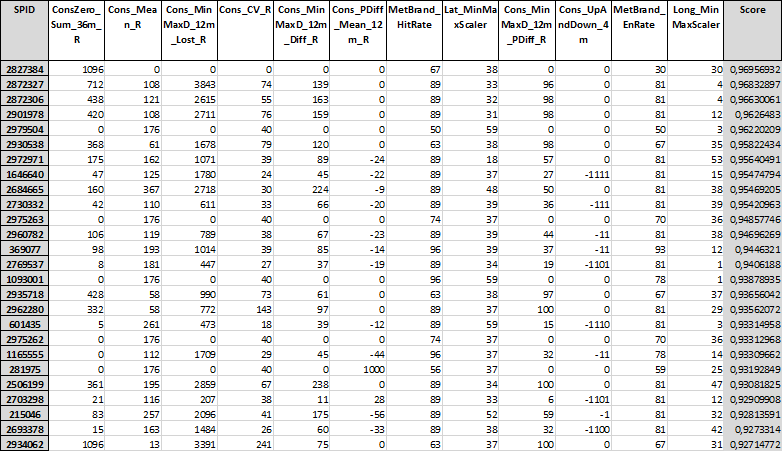 SPID ConsZero_Sum_36m_R Cons_Mean_R Cons_MinMaxD_12m_Lost_R Cons_CV_R Cons_MinMaxD_12m_Diff_R Cons_PDiff_Mean_12m_R MetBrand_HitRate Lat_MinMaxScaler Cons_MinMaxD_12m_PDiff_R Cons_UpAndDown_4m MetBrand_EnRate Long_MinMaxScaler Score
2827384 1096 0 0 0 0 0 67 38 0 0 30 30 0,96956932
2872327 712 108 3843 74 139 0 89 33 96 0 81 4 0,96832897
2872306 438 121 2615 55 163 0 89 32 98 0 81 4 0,96630061
2901978 420 108 2711 76 159 0 89 31 98 0 81 12 0,9626483
2979504 0 176 0 40 0 0 50 59 0 0 50 3 0,96220209
2930538 368 61 1678 79 120 0 63 38 98 0 67 35 0,95822434
2972971 175 162 1071 39 89 -24 89 18 57 0 81 53 0,95640491
1646640 47 125 1780 24 45 -22 89 37 27 -1111 81 15 0,95474794
2684665 160 367 2718 30 224 -9 89 48 50 0 81 38 0,95469205
2730332 42 110 611 33 66 -20 89 39 36 -111 81 39 0,95420963
2975263 0 176 0 40 0 0 74 37 0 0 70 36 0,94857746
2960782 106 119 789 38 67 -23 89 39 44 -11 81 38 0,94696269
369077 98 193 1014 39 85 -14 96 39 37 -11 93 12 0,9446321
2769537 8 181 447 27 37 -19 89 34 19 -1101 81 1 0,9406188
1093001 0 176 0 40 0 0 96 59 0 0 78 1 0,93878935
2935718 428 58 990 73 61 0 63 38 97 0 67 37 0,93656042
2962280 332 58 772 143 97 0 89 37 100 0 81 29 0,93562072
601435 5 261 473 18 39 -12 89 59 15 -1110 81 3 0,93314958
2975262 0 176 0 40 0 0 74 37 0 0 70 36 0,93312968
1165555 0 112 1709 29 45 -44 96 37 32 -11 78 14 0,93309662
281975 0 176 0 40 0 1000 56 37 0 0 59 25 0,93192849
2506199 361 195 2859 67 238 0 89 34 100 0 81 47 0,93081825
2703298 21 116 207 38 11 28 89 33 6 -1101 81 12 0,92909908
215046 83 257 2096 41 175 -56 89 52 59 -1 81 32 0,92813591
2693378 15 163 1484 26 60 -33 89 38 32 -1100 81 42 0,9273314
2934062 1096 13 3391 241 75 0 63 37 100 0 67 31 0,92714772